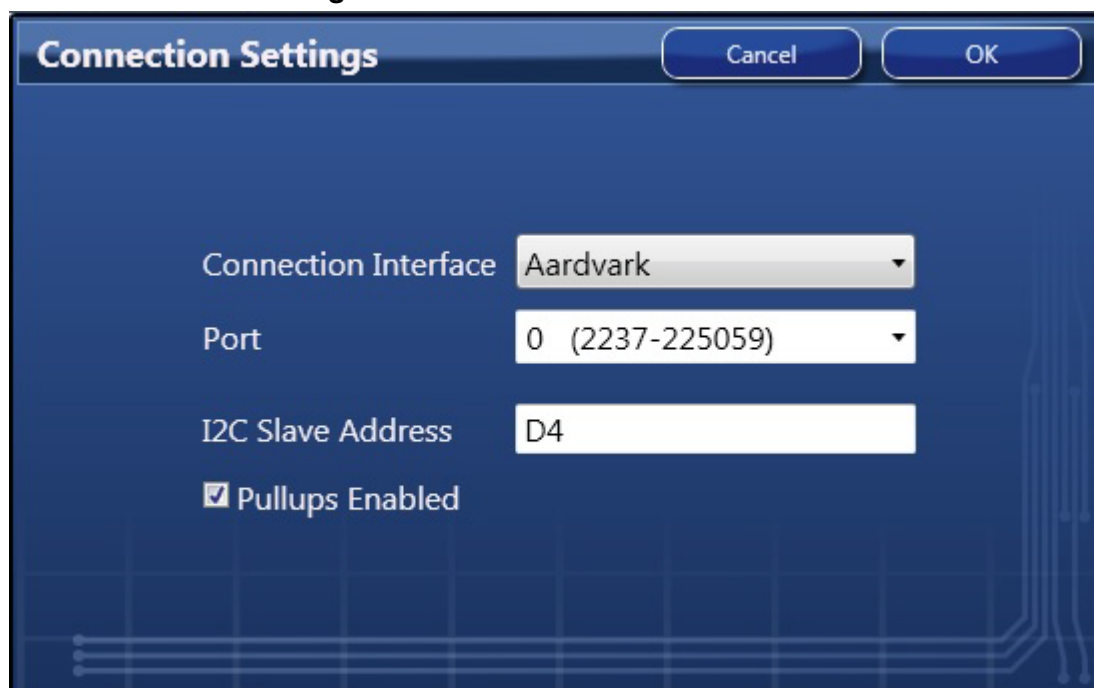 Connection Settings Cancel OK
Connection Interface Aardvark
Port 0 (2237-225059)
I2C Slave Address D4
Pullups Enabled